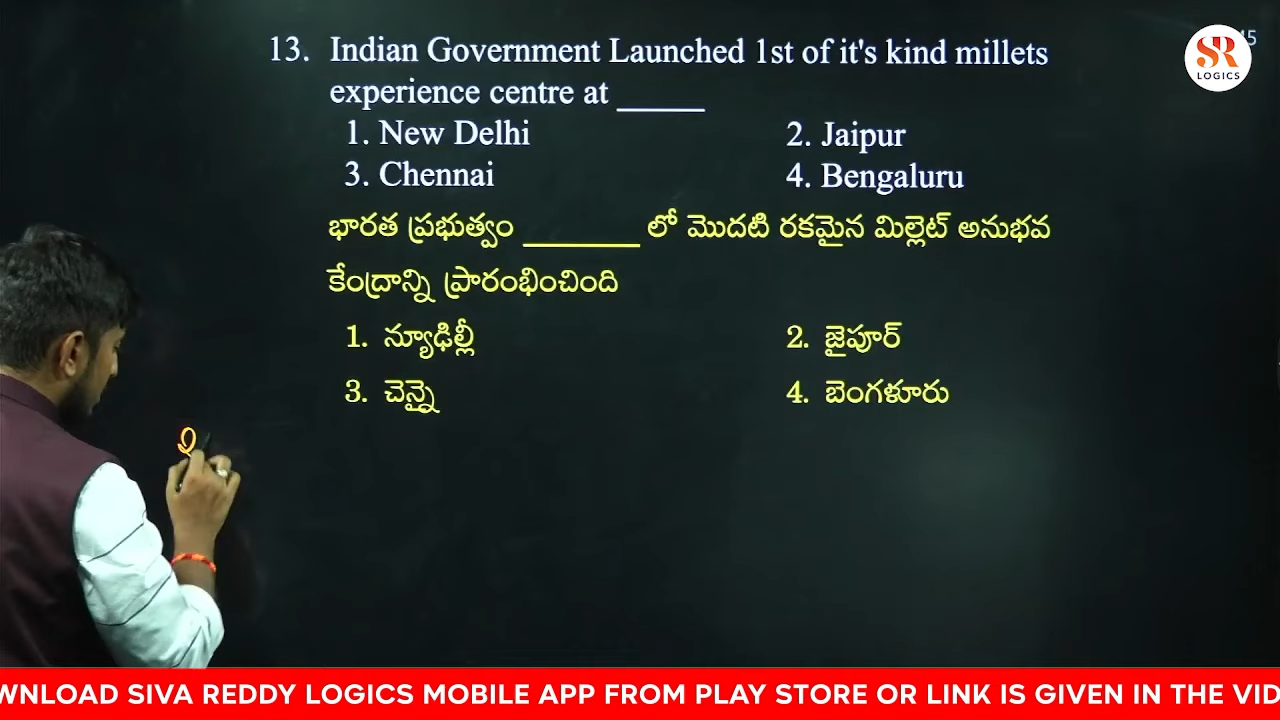 13. Indian Government Launched 1st of it's kind millets
experience centre at _____
1. New Delhi 2. Jaipur
3. Chennai 4. Bengaluru
భారత ప్రభుత్వం _______ లో మొదటి రకమైన మిల్లెట్ అనుభవ
కేంద్రాన్ని ప్రారంభించింది
1. న్యూఢిల్లీ 2. జైపూర్
3. చెన్నై 4. బెంగళూరు
SR
LOGICS
WNLOAD SIVA REDDY LOGICS MOBILE APP FROM PLAY STORE OR LINK IS GIVEN IN THE VID